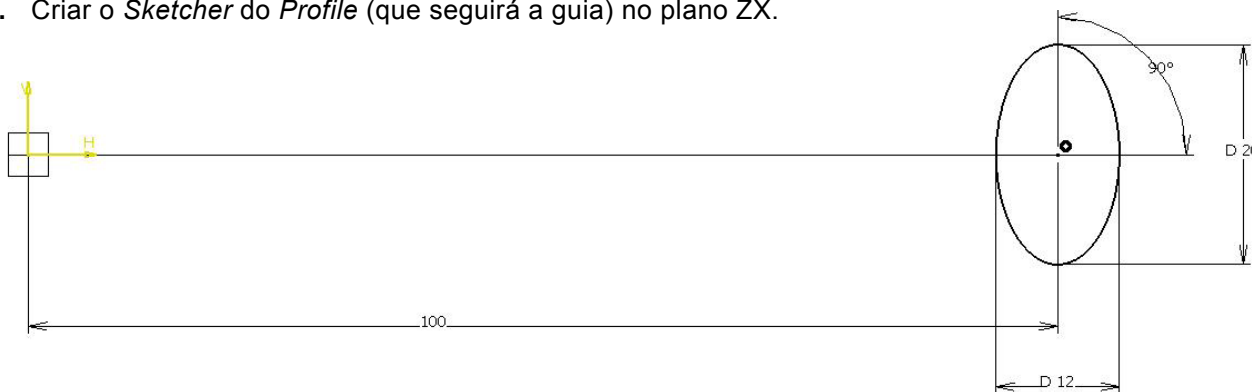 . Criar o Sketcher do Profile (que seguirá a guia) no plano ZX.
90°
V
H
D 20
100
D 12